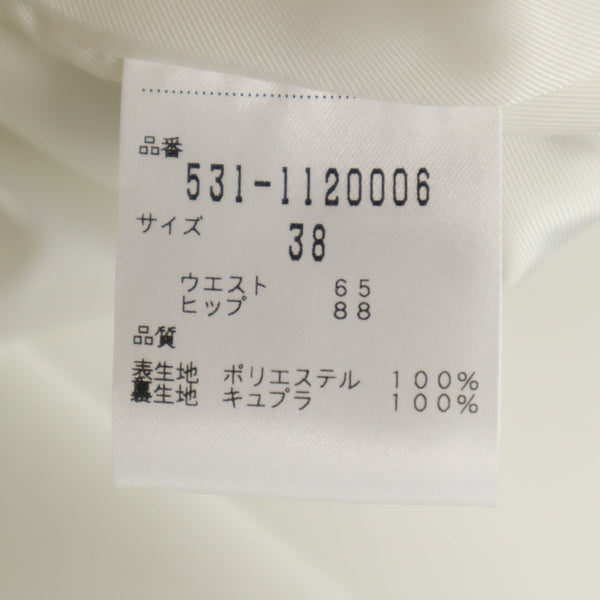 品番
531-1120006
サイズ
38
ウエスト 65
ヒップ 88
品質
表生地 ポリエステル 100%
裏生地 キュプラ 100%